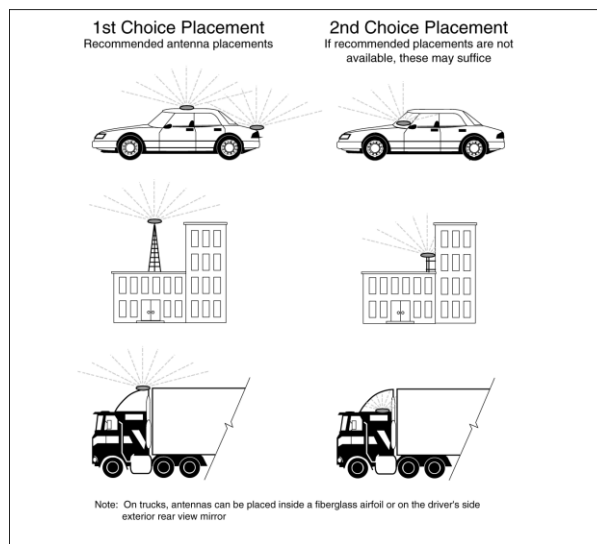 1st Choice Placement
Recommended antenna placements
2nd Choice Placement
If recommended placements are not
available, these may suffice
Note: On trucks, antennas can be placed inside a fiberglass airfoil or on the driver's side
exterior rear view mirror